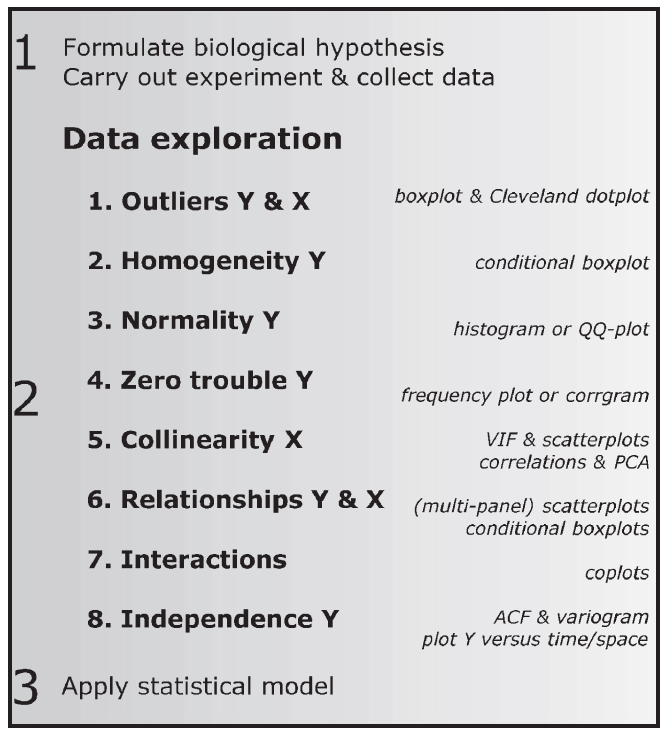 1 Formulate biological hypothesis
Carry out experiment & collect data
Data exploration
1. Outliers Y & X boxplot & Cleveland dotplot
2. Homogeneity Y conditional boxplot
3. Normality Y histogram or QQ-plot
2
4. Zero trouble Y frequency plot or corrgram
5. Collinearity X VIF & scatterplots
correlations & PCA
6. Relationships Y & X (multi-panel) scatterplots
conditional boxplots
7. Interactions coplots
8. Independence Y ACF & variogram
plot Y versus time/space
3 Apply statistical model